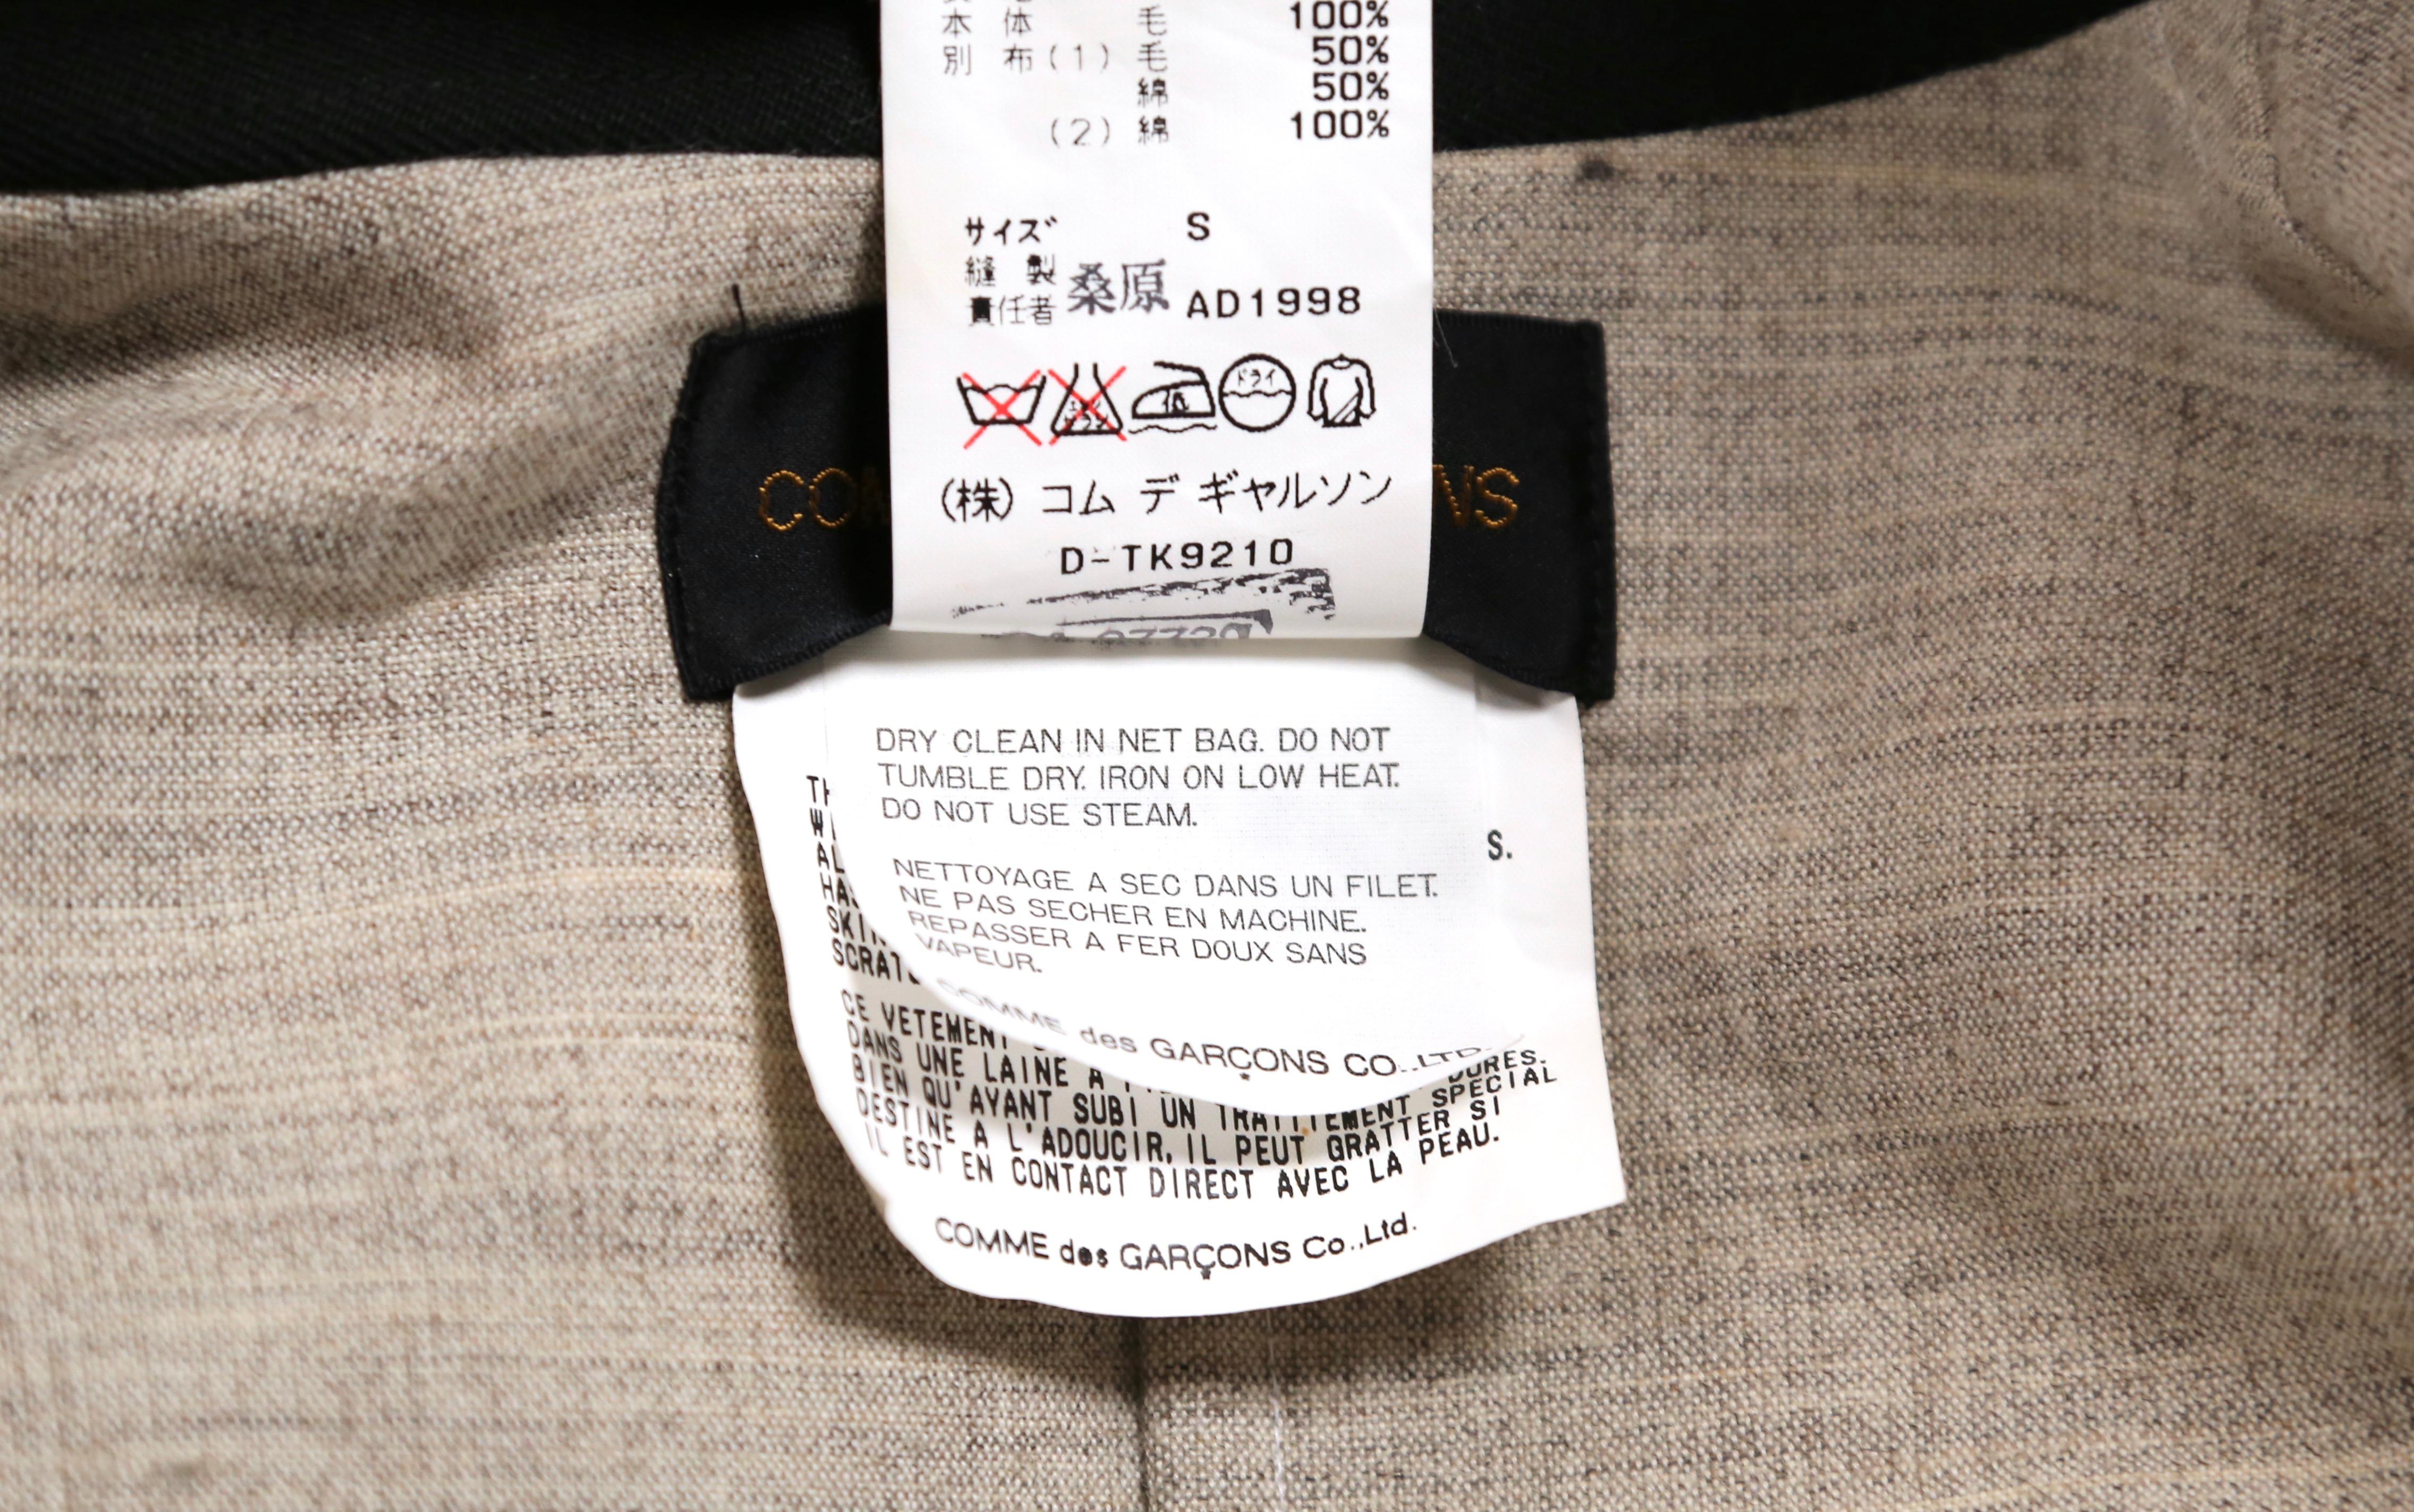 本 体 毛 100%
別 布(1) 毛 50%
綿 50%
(2) 綿 100%
サイズ S
縫 製
責任者 桑原 AD1998
ドライ
(株) コム デ ギャルソン
D-TK9210
DRY CLEAN IN NET BAG. DO NOT
TUMBLE DRY. IRON ON LOW HEAT.
DO NOT USE STEAM.
S.
NETTOYAGE A SEC DANS UN FILET.
NE PAS SECHER EN MACHINE.
REPASSER A FER DOUX SANS
VAPEUR.
COMME des GARÇONS CO.,LTD.
CE VETEMENT
DANS UNE LAINE A
BIEN QU'AYANT SUBI UN TRAITEMENT SPECIAL
DESTINE A L'ADOUCIR, IL PEUT GRATTER SI
IL EST EN CONTACT DIRECT AVEC LA PEAU.
COMME des GARÇONS Co.,Ltd.